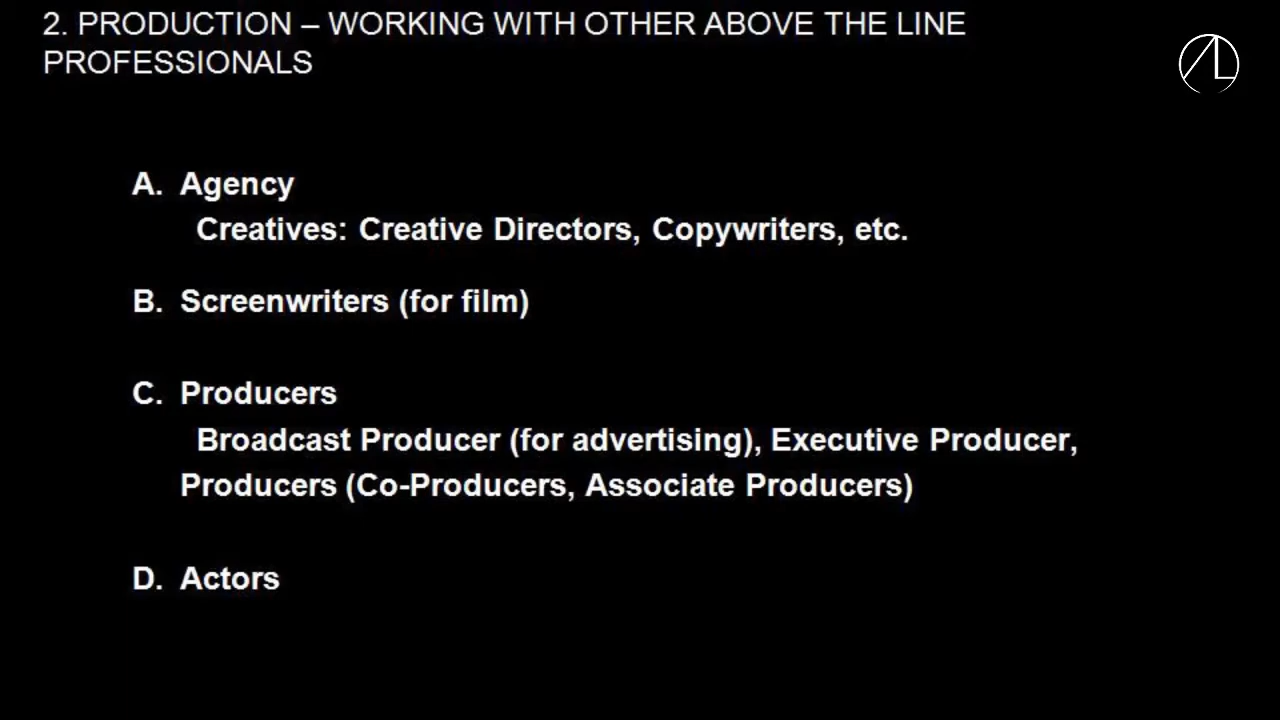 2. PRODUCTION – WORKING WITH OTHER ABOVE THE LINE
PROFESSIONALS
A. Agency
Creatives: Creative Directors, Copywriters, etc.
B. Screenwriters (for film)
C. Producers
Broadcast Producer (for advertising), Executive Producer,
Producers (Co-Producers, Associate Producers)
D. Actors